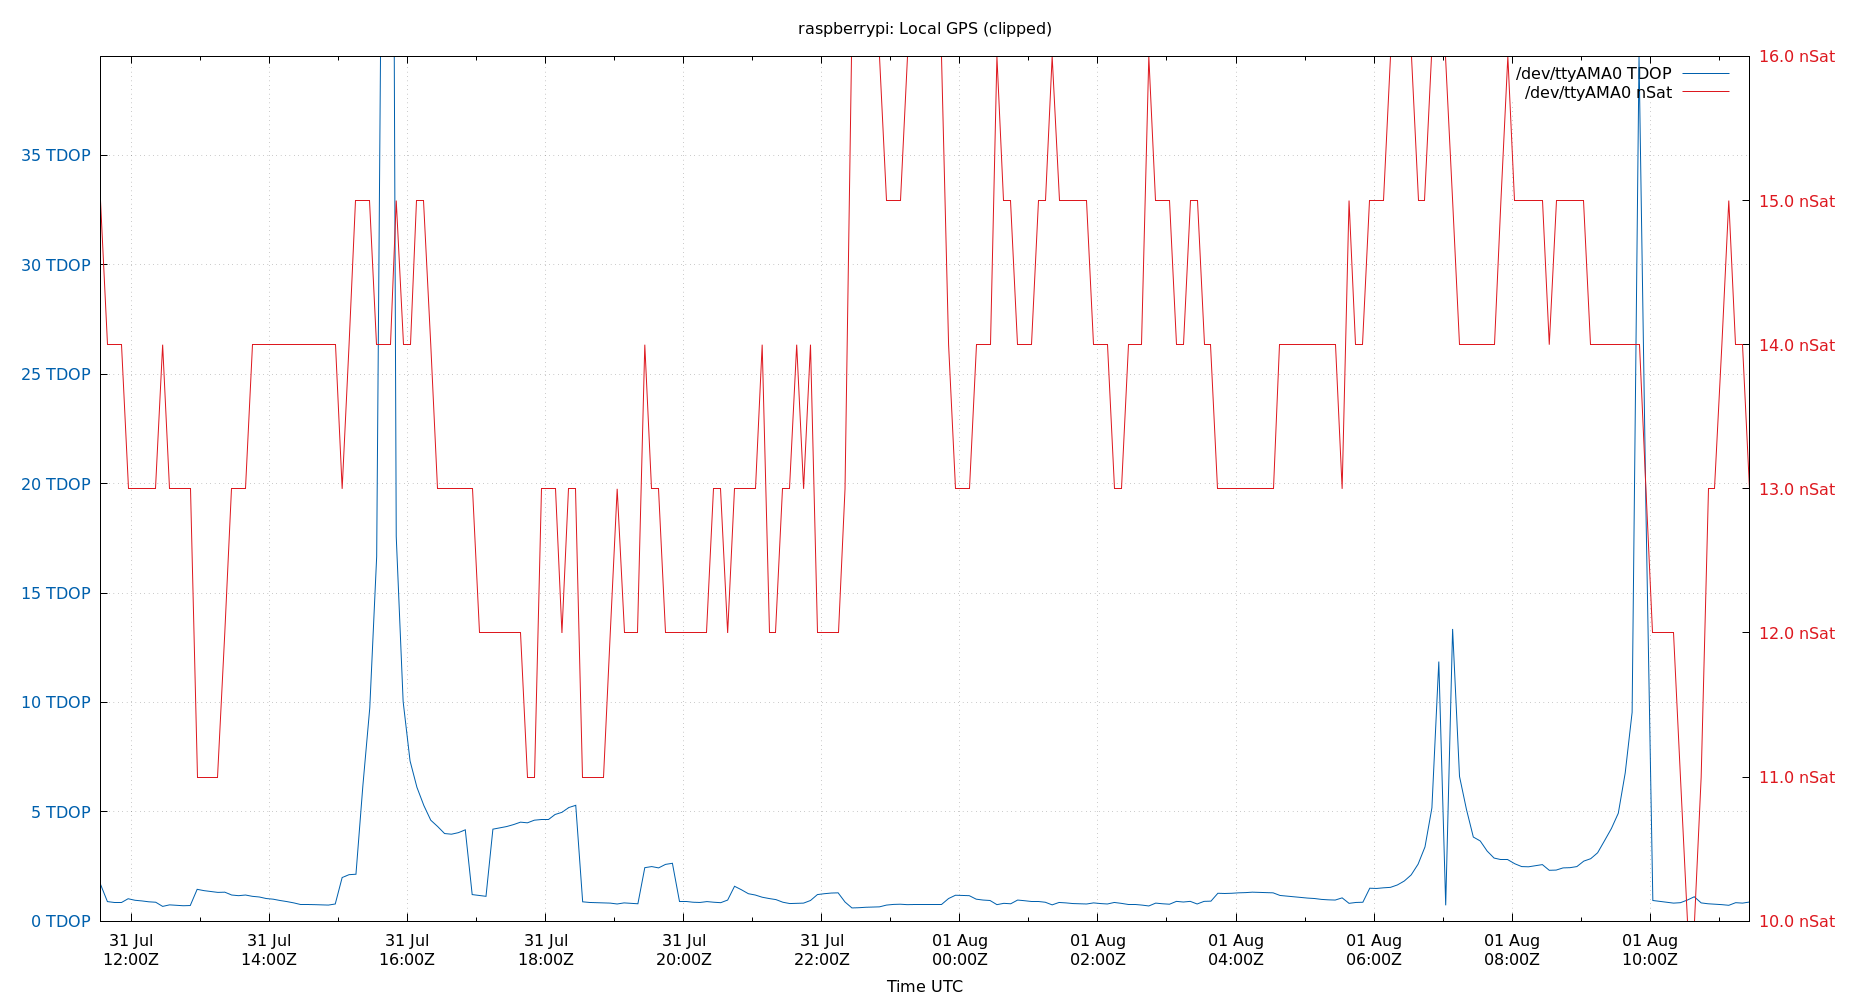 raspberrypi: Local GPS (clipped)
16.0 nSat
/dev/ttyAMA0 TDOP
/dev/ttyAMA0 nSat
35 TDOP
15.0 nSat
30 TDOP
14.0 nSat
25 TDOP
20 TDOP
13.0 nSat
15 TDOP
12.0 nSat
10 TDOP
11.0 nSat
5 TDOP
0 TDOP
10.0 nSat
31 Jul 31 Jul 31 Jul 31 Jul 31 Jul 31 Jul 01 Aug 01 Aug 01 Aug 01 Aug 01 Aug 01 Aug
12:00Z 14:00Z 16:00Z 18:00Z 20:00Z 22:00Z 00:00Z 02:00Z 04:00Z 06:00Z 08:00Z 10:00Z
Time UTC